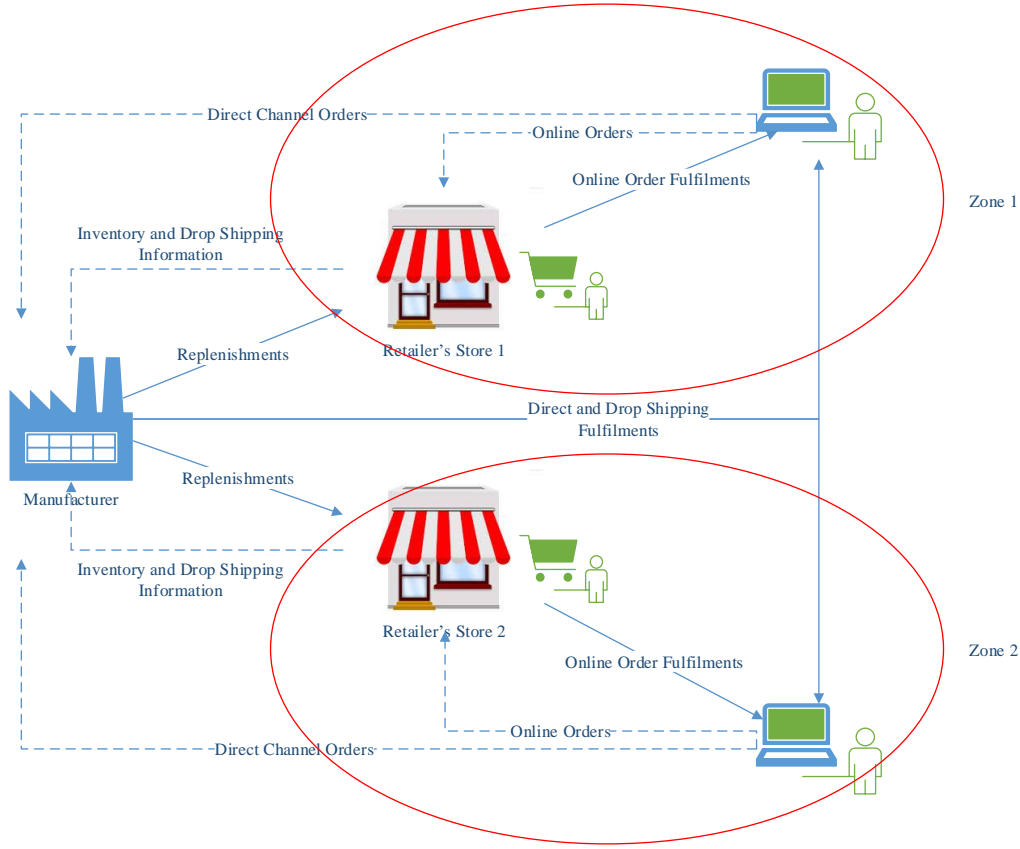 Direct Channel Orders
Online Orders
Online Order Fulfilments
Zone 1
Inventory and Drop Shipping
Information
Retailer's Store 1
Replenishments
Direct and Drop Shipping
Fulfilments
Manufacturer
Replenishments
Inventory and Drop Shipping
Information
Retailer's Store 2
Online Order Fulfilments
Zone 2
Online Orders
Direct Channel Orders